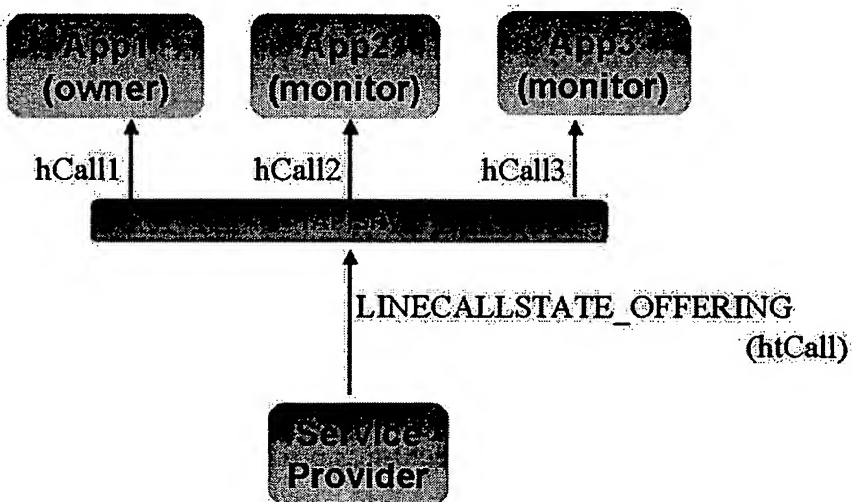 App1
(owner)
App2
(monitor)
App3
(monitor)
hCall1
hCall2
hCall3
LINECALLSTATE_OFFERING
(htCall)
Service
Provider